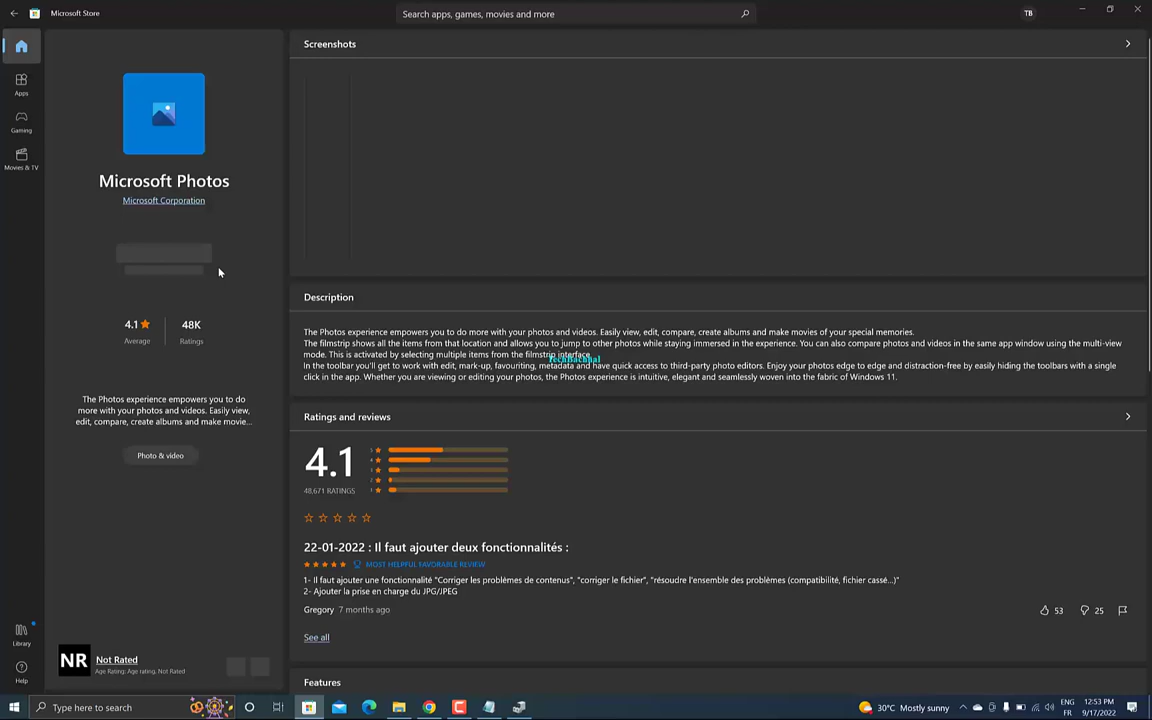 Microsoft Store
Search apps, games, movies and more
TB
Apps
Gaming
Movies & TV
Library
Help
Microsoft Photos
Microsoft Corporation
4.1
Average
48K
Ratings
The Photos experience empowers you to do
more with your photos and videos. Easily view,
edit, compare, create albums and make movie...
Photo & video
NR
Not Rated
Age Rating: Age rating, Not Rated
Screenshots
Description
The Photos experience empowers you to do more with your photos and videos. Easily view, edit, compare, create albums and make movies of your special memories.
The filmstrip shows all the items from that location and allows you to jump to other photos while staying immersed in the experience. You can also compare photos and videos in the same app window using the multi-view
mode. This is activated by selecting multiple items from the filmstrip interface.
TechBachhal
In the toolbar you'll get to work with edit, mark-up, favouriting, metadata and have quick access to third-party photo editors. Enjoy your photos edge to edge and distraction-free by easily hiding the toolbars with a single
click in the app. Whether you are viewing or editing your photos, the Photos experience is intuitive, elegant and seamlessly woven into the fabric of Windows 11.
Ratings and reviews
4.1
48,671 RATINGS
5
4
3
2
1
22-01-2022 : Il faut ajouter deux fonctionnalités :
MOST HELPFUL FAVORABLE REVIEW
1- Il faut ajouter une fonctionnalité "Corriger les problèmes de contenus", "corriger le fichier", "résoudre l'ensemble des problèmes (compatibilité, fichier cassé...)"
2- Ajouter la prise en charge du JPG/JPEG
Gregory 7 months ago
53
25
See all
Features
Type here to search
30°C Mostly sunny
ENG
FR
12:53 PM
9/17/2022